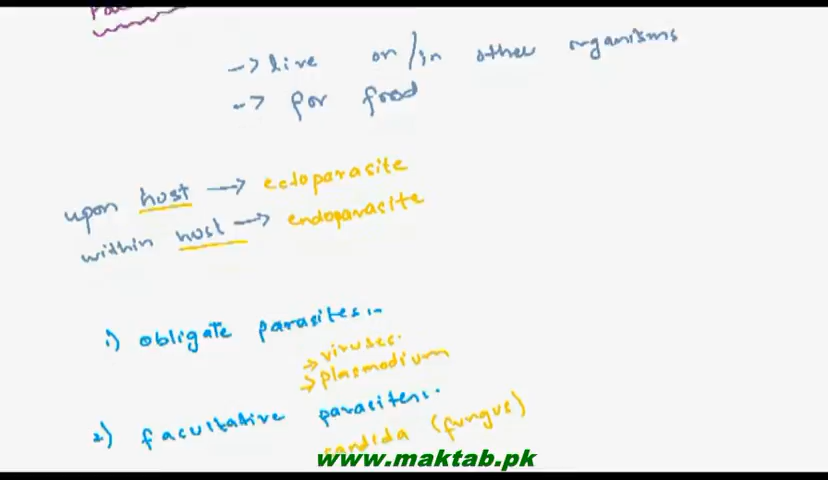 -> live on/in other organisms
-> for food
upon host -> ectoparasite
within host -> endoparasite
1) obligate parasites:-
-> viruses.
-> plasmodium
2) facultative parasites:.
candida (fungus)
www.maktab.pk